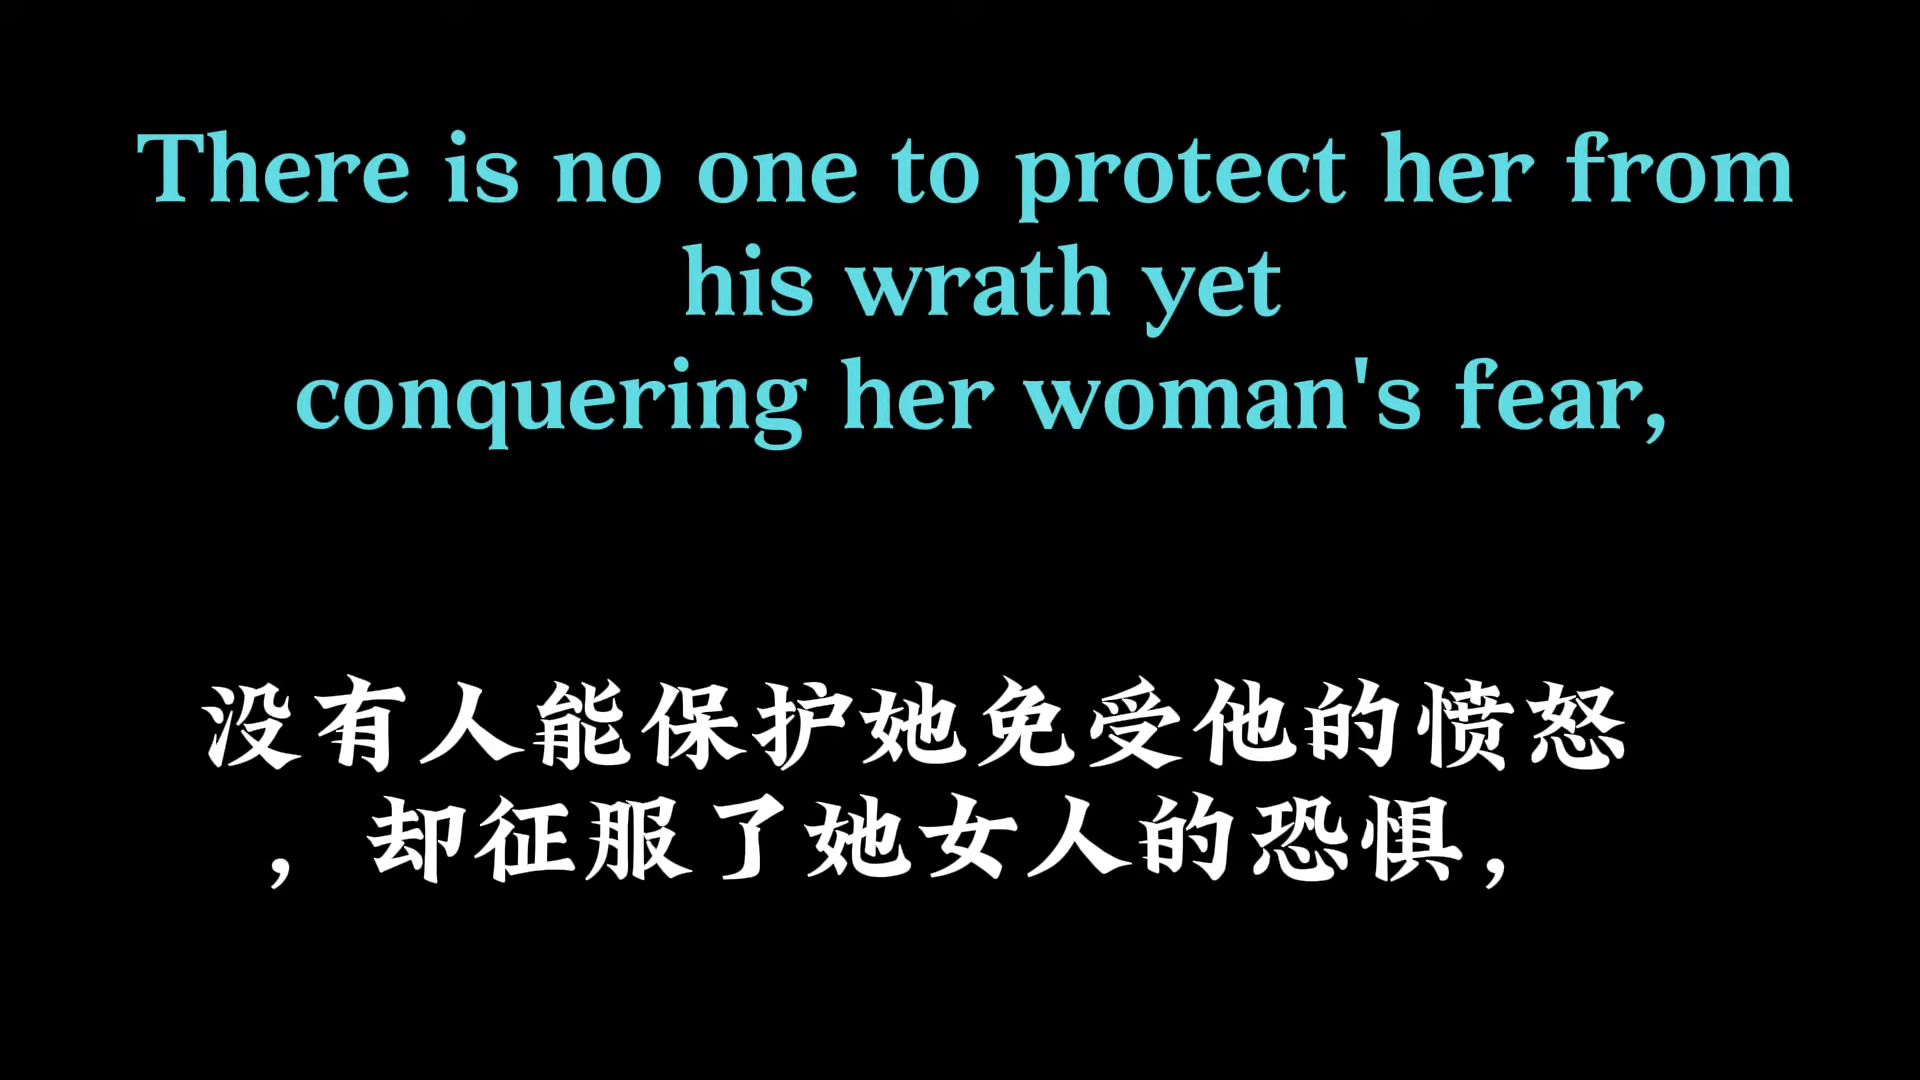 There is no one to protect her from
his wrath yet
conquering her woman's fear,
没有人能保护她免受他的愤怒
，却征服了她女人的恐惧，